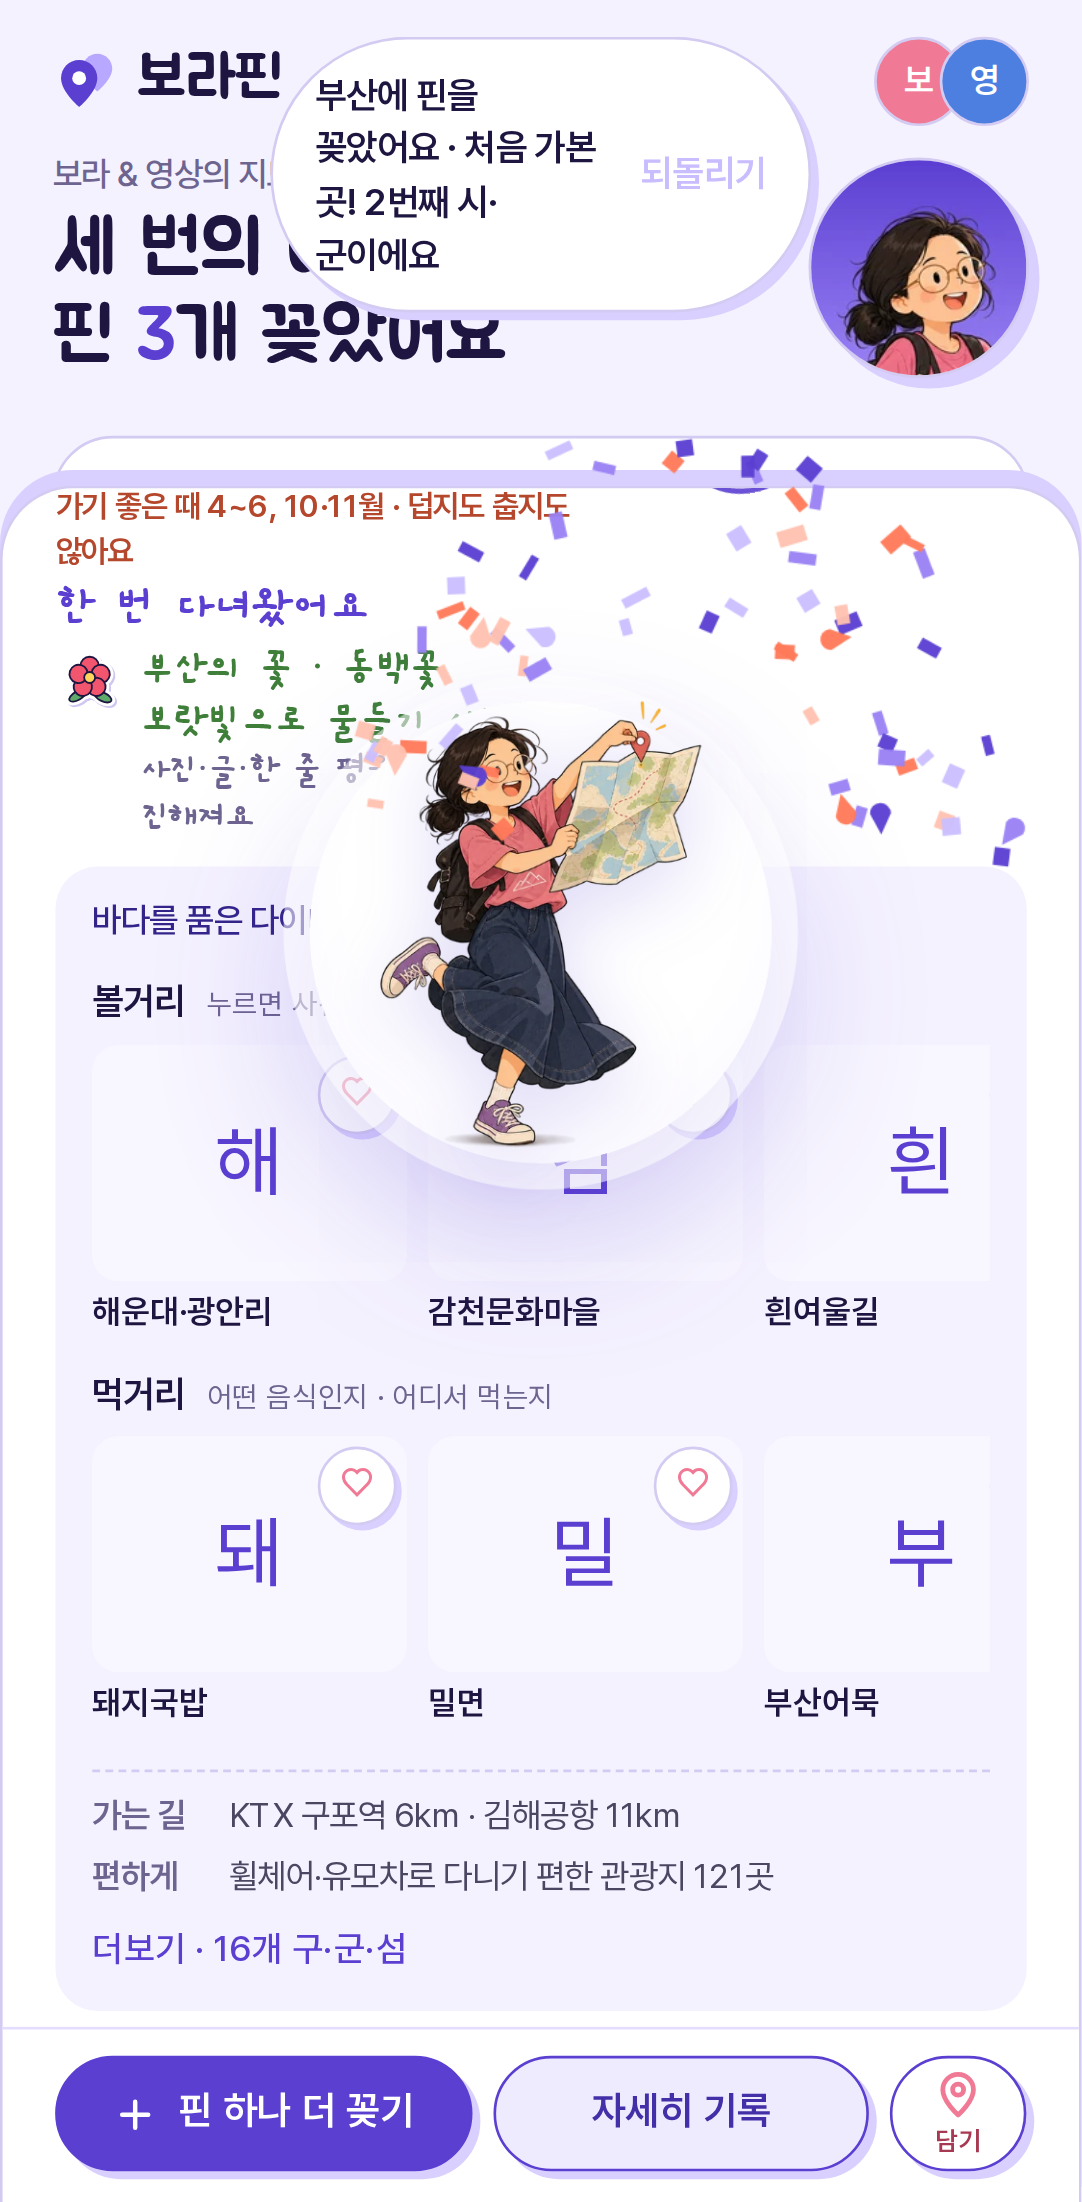 보라핀
보 영
부산에 핀을
꽂았어요 · 처음 가본
곳! 2번째 시·
군이에요
되돌리기
보라 & 영상의
세 번의
핀 3개 꽂았어요
가기 좋은 때 4~6, 10·11월 · 덥지도 춥지도
않아요
한 번 다녀왔어요
부산의 꽃 · 동백꽃
보랏빛으로 물들기
사진·글·한 줄
진해져요
바다를 품은
볼거리 누르면
해 흰
해운대·광안리 감천문화마을 흰여울길
먹거리 어떤 음식인지 · 어디서 먹는지
돼 밀 부
돼지국밥 밀면 부산어묵
가는 길 KTX 구포역 6km · 김해공항 11km
편하게 휠체어·유모차로 다니기 편한 관광지 121곳
더보기 · 16개 구·군·섬
+ 핀 하나 더 꽂기 자세히 기록 담기